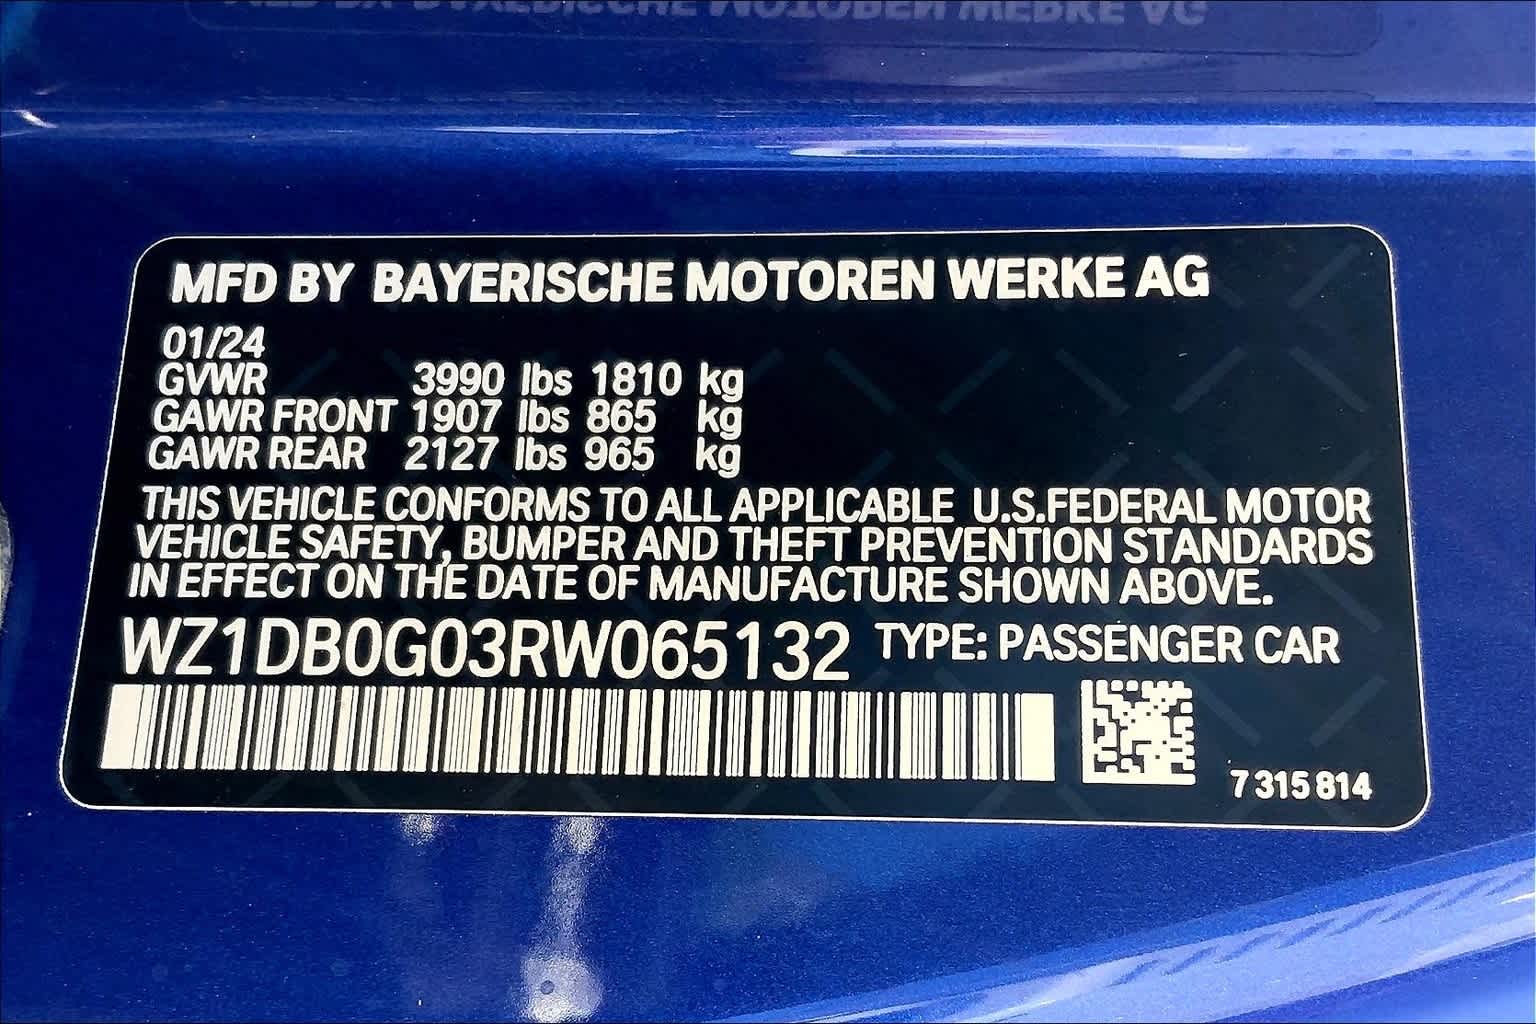 MFD BY BAYERISCHE MOTOREN WERKE AG
01/24
GVWR 3990 lbs 1810 kg
GAWR FRONT 1907 lbs 865 kg
GAWR REAR 2127 lbs 965 kg
THIS VEHICLE CONFORMS TO ALL APPLICABLE U.S.FEDERAL MOTOR
VEHICLE SAFETY, BUMPER AND THEFT PREVENTION STANDARDS
IN EFFECT ON THE DATE OF MANUFACTURE SHOWN ABOVE.
WZ1DB0G03RW065132 TYPE: PASSENGER CAR
7 315 814